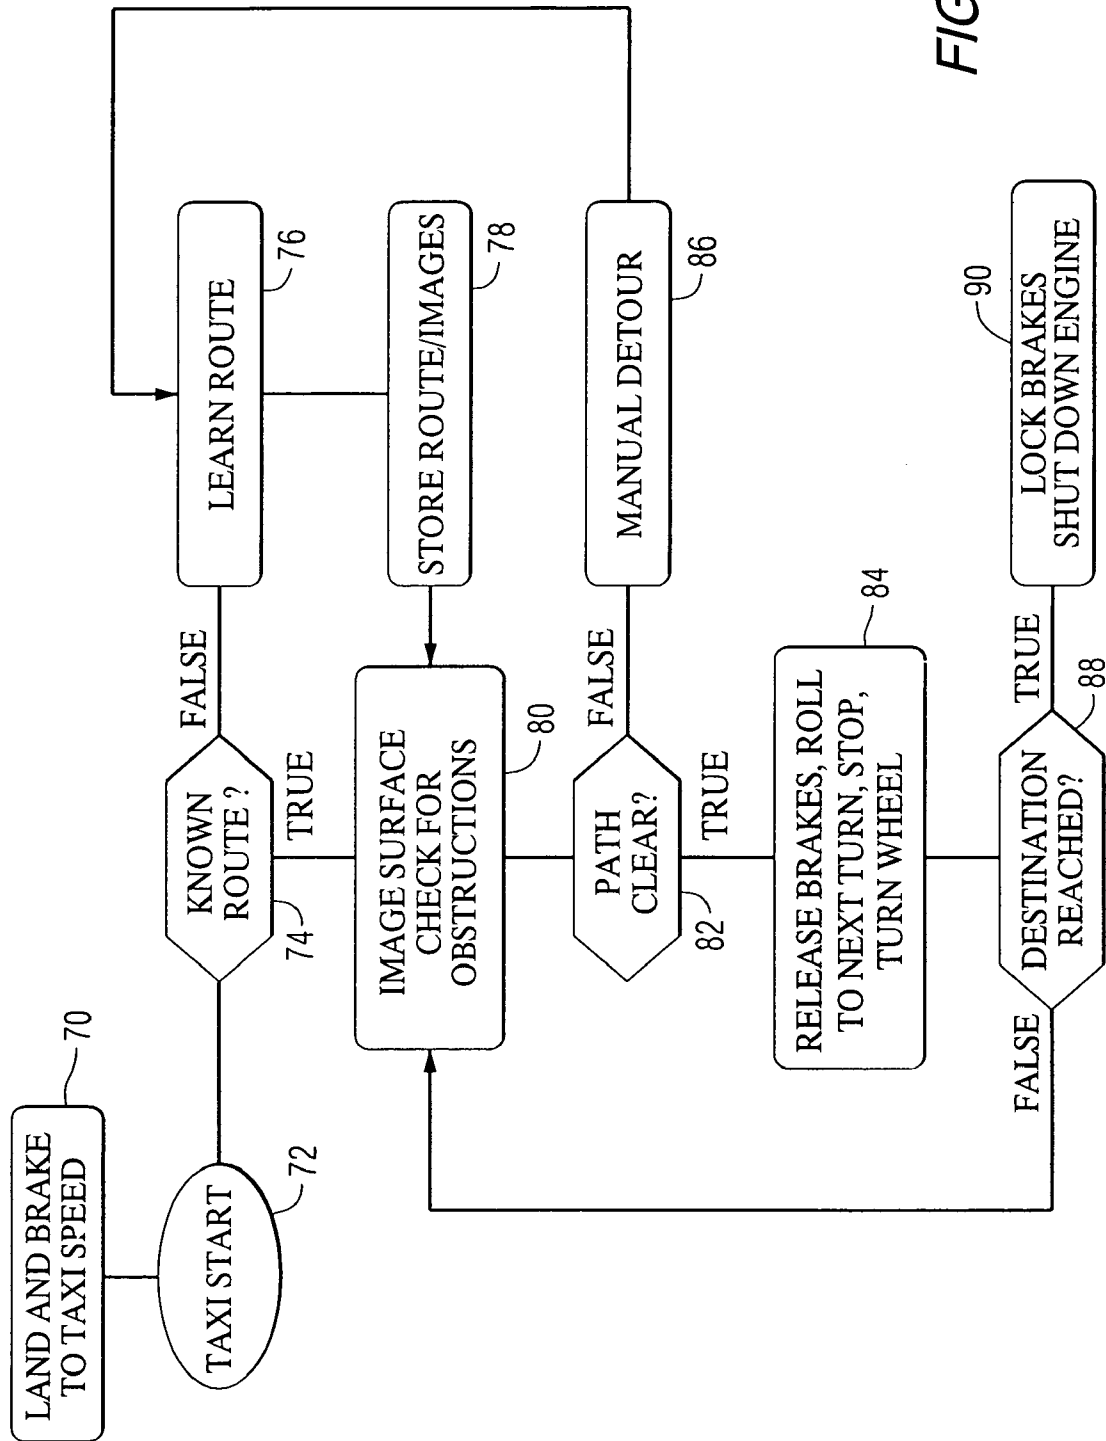 LAND AND BRAKE
TO TAXI SPEED
70
TAXI START
72
KNOWN
ROUTE ?
74
FALSE
TRUE
LEARN ROUTE
76
STORE ROUTE/IMAGES
78
IMAGE SURFACE
CHECK FOR
OBSTRUCTIONS
80
PATH
CLEAR?
82
FALSE
TRUE
MANUAL DETOUR
86
RELEASE BRAKES, ROLL
TO NEXT TURN, STOP,
TURN WHEEL
84
DESTINATION
REACHED?
88
FALSE
TRUE
LOCK BRAKES
SHUT DOWN ENGINE
90
FIG